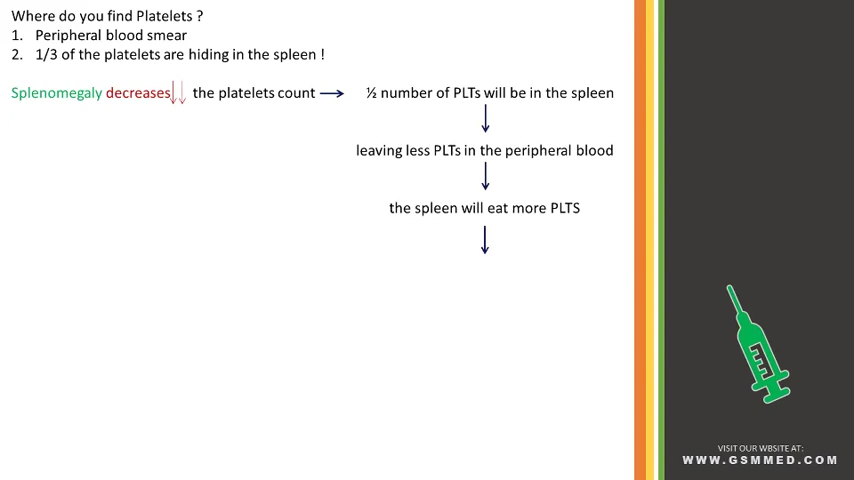 Where do you find Platelets ?
1. Peripheral blood smear
2. 1/3 of the platelets are hiding in the spleen !
Splenomegaly decreases the platelets count ½ number of PLTs will be in the spleen
leaving less PLTs in the peripheral blood
the spleen will eat more PLTS
VISIT OUR WBSITE AT:
WWW.GSMMED.COM